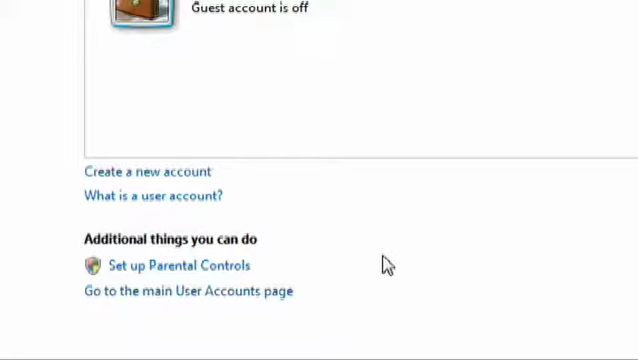 Guest account is off
Create a new account
What is a user account?
Additional things you can do
Set up Parental Controls
Go to the main User Accounts page